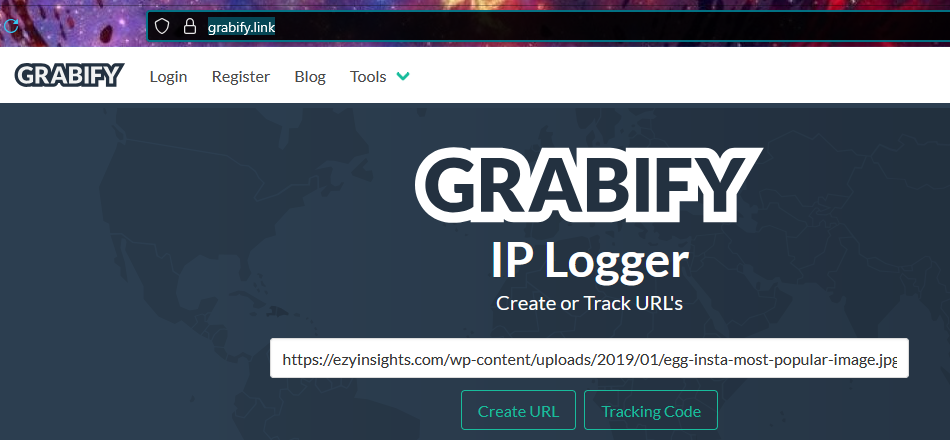 grabify.link
GRABIFY Login Register Blog Tools
GRABIFY
IP Logger
Create or Track URL's
https://ezyinsights.com/wp-content/uploads/2019/01/egg-insta-most-popular-image.jpg
Create URL Tracking Code